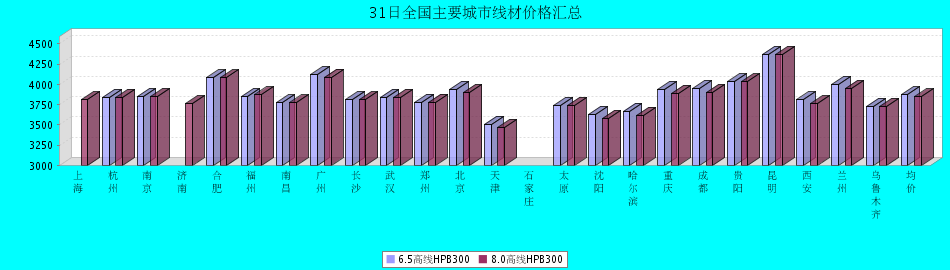 31日全国主要城市线材价格汇总
4500
4250
4000
3750
3500
3250
3000
上海
杭州
南京
济南
合肥
福州
南昌
广州
长沙
武汉
郑州
北京
天津
石家庄
太原
沈阳
哈尔滨
重庆
成都
贵阳
昆明
西安
兰州
乌鲁木齐
均价
6.5高线HPB300
8.0高线HPB300